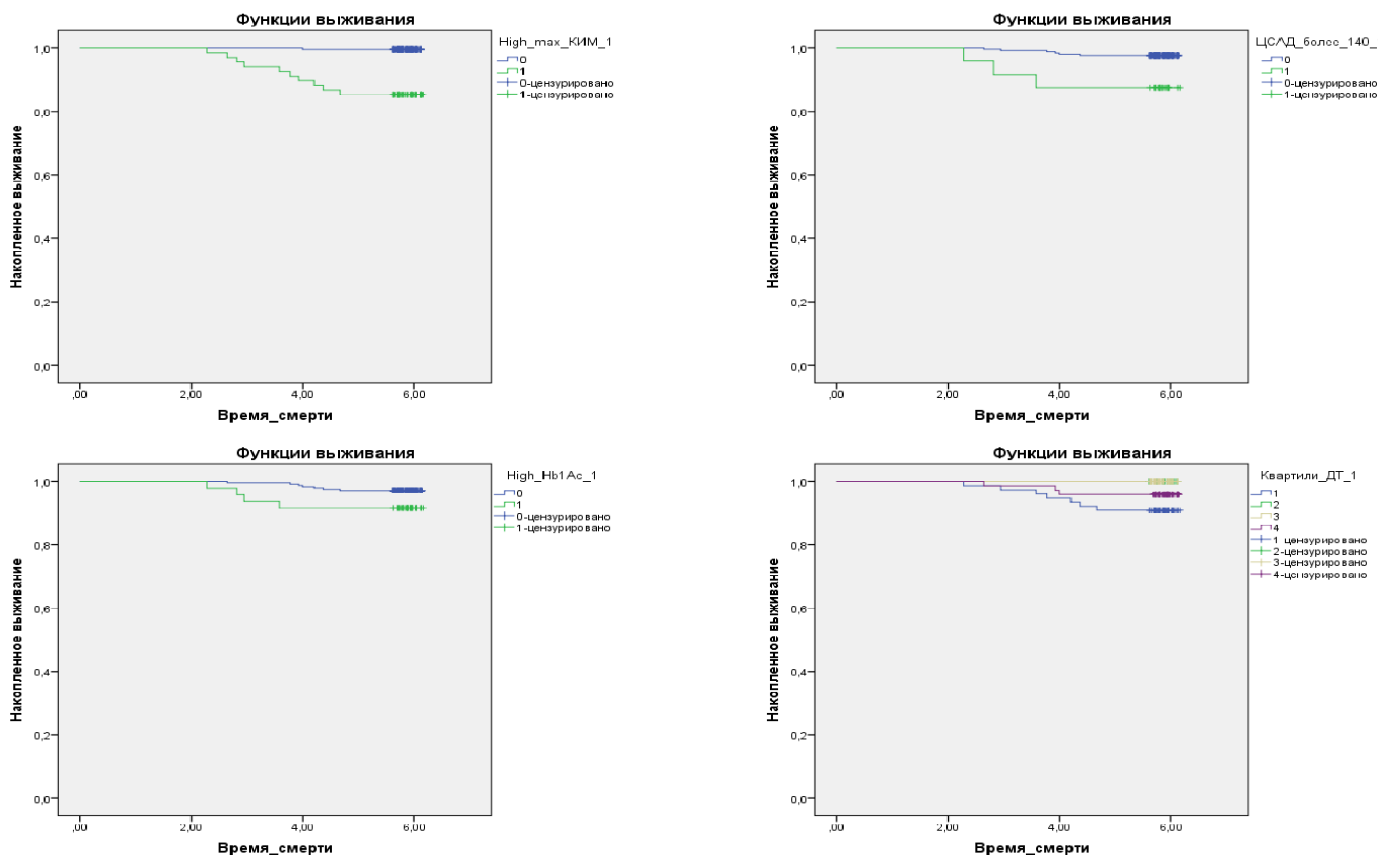 Функции выживания
High_max_КИМ_1
0
1
0-цензурировано
1-цензурировано
Накопленное выживание
1,0
0,8
0,6
0,4
0,2
0,0
,00
2,00
4,00
6,00
Время_смерти
Функции выживания
ЦСАД_более_140_
0
1
0-цензурировано
1-цензурировано
Накопленное выживание
1,0
0,8
0,6
0,4
0,2
0,0
,00
2,00
4,00
6,00
Время_смерти
Функции выживания
High_Hb1Ac_1
0
1
0-цензурировано
1-цензурировано
Накопленное выживание
1,0
0,8
0,6
0,4
0,2
0,0
,00
2,00
4,00
6,00
Время_смерти
Функции выживания
Квартили_ДТ_1
1
2
3
4
1-цензурировано
2-цензурировано
3-цензурировано
4-цензурировано
Накопленное выживание
1,0
0,8
0,6
0,4
0,2
0,0
,00
2,00
4,00
6,00
Время_смерти